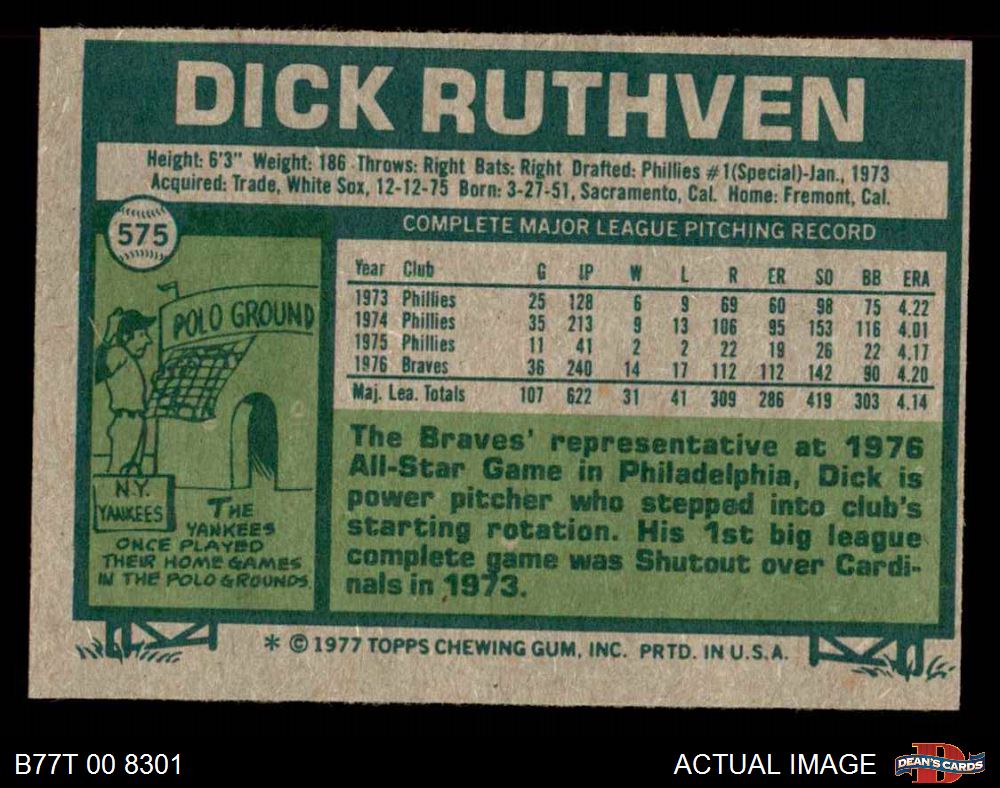 DICK RUTHVEN
Height: 6'3" Weight: 186 Throws: Right Bats: Right Drafted: Phillies #1(Special)-Jan., 1973
Acquired: Trade, White Sox, 12-12-75 Born: 3-27-51, Sacramento, Cal. Home: Fremont, Cal.
575
COMPLETE MAJOR LEAGUE PITCHING RECORD
Year Club G IP W L R ER SO BB ERA
1973 Phillies 25 128 6 9 69 60 98 75 4.22
1974 Phillies 35 213 9 13 106 95 153 116 4.01
1975 Phillies 11 41 2 2 22 19 26 22 4.17
1976 Braves 36 240 14 17 112 112 142 90 4.20
Maj. Lea. Totals 107 622 31 41 309 286 419 303 4.14
POLO GROUND
N.Y.
YANKEES
THE
YANKEES
ONCE PLAYED
THEIR HOME GAMES
IN THE POLO GROUNDS.
The Braves' representative at 1976
All-Star Game in Philadelphia, Dick is
power pitcher who stepped into club's
starting rotation. His 1st big league
complete game was Shutout over Cardi-
nals in 1973.
* © 1977 TOPPS CHEWING GUM, INC. PRTD. IN U.S.A.
B77T 00 8301
ACTUAL IMAGE
DEAN'S CARDS